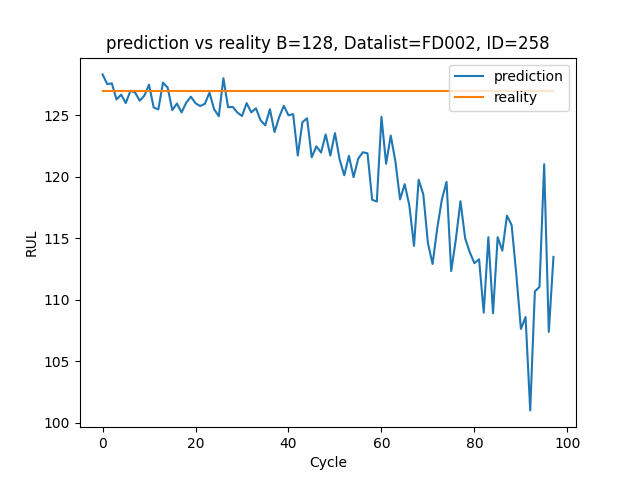 prediction vs reality B=128, Datalist=FD002, ID=258
prediction
reality
125
120
115
110
105
100
RUL
0 20 40 60 80 100
Cycle